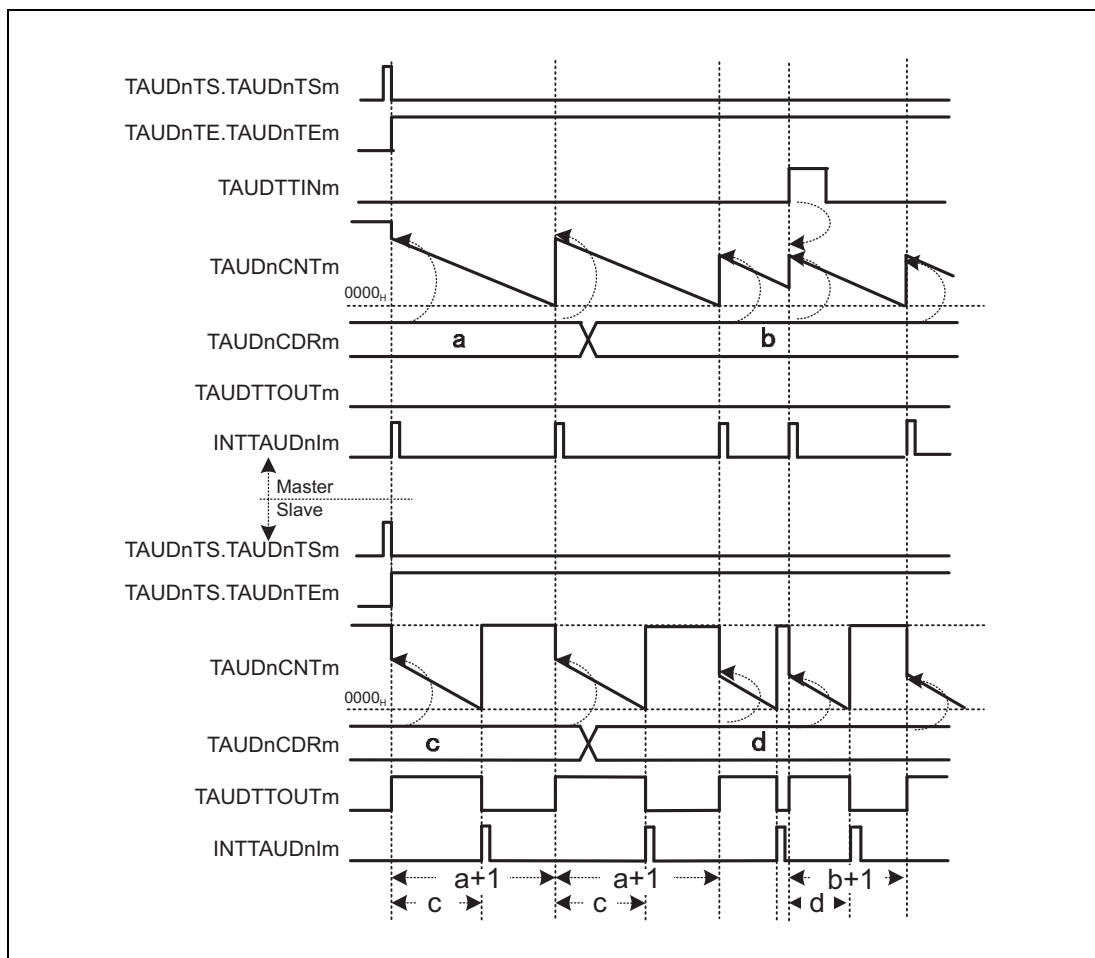 TAUDnTS.TAUDnTSm
TAUDnTE.TAUDnTEm
TAUDTTINm
TAUDnCNTm
0000H
TAUDnCDRm
a
b
TAUDTTOUTm
INTTAUDnIm
Master
Slave
TAUDnTS.TAUDnTSm
TAUDnTS.TAUDnTEm
TAUDnCNTm
0000H
TAUDnCDRm
c
d
TAUDTTOUTm
INTTAUDnIm
a+1 a+1 b+1
c c d